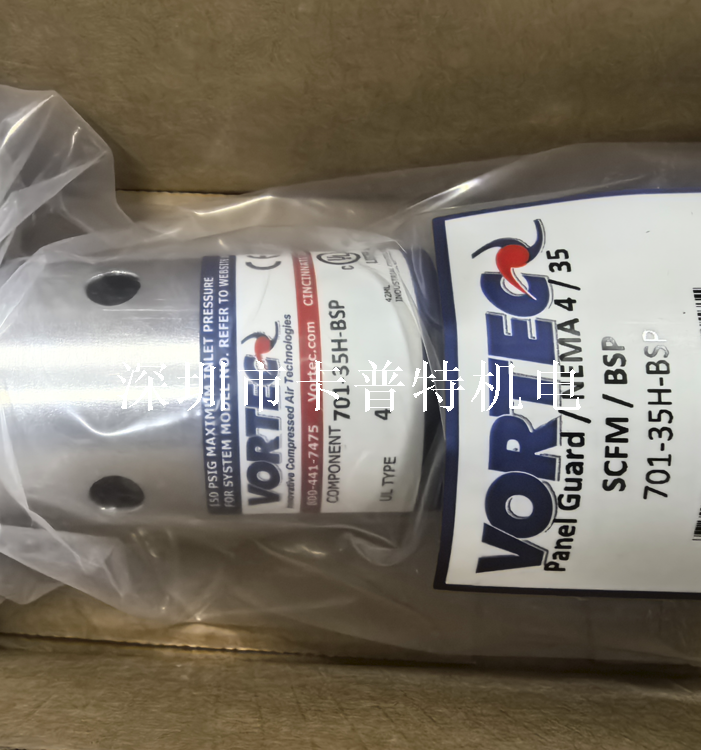 150 PSIG MAXIMUM INLET PRESSURE
FOR SYSTEM MODEL NO. REFER TO WEBSITE
VORTEC
Innovative Compressed Air Technologies
800-441-7475 Vortec.com CINCINNATI
COMPONENT 701-35H-BSP
UL TYPE 4
CE
UL
VORTEC
Panel Guard / NEMA 4 / 35
SCFM / BSP
701-35H-BSP
深圳市卡普特机电